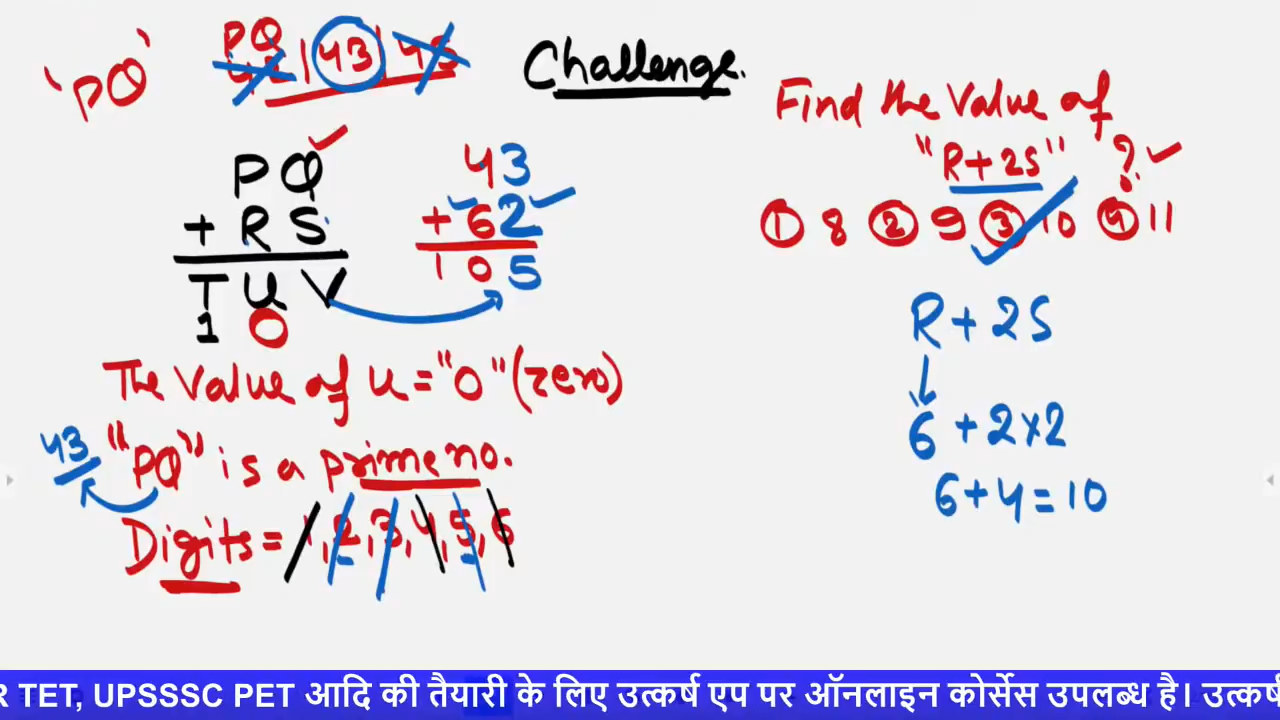 'PQ' PQ 42 | 43 | 45
Challenge.
Find the Value of
"R+2S" ?
① 8 ② 9 ③ 10 ④ 11
PQ
+ RS
TUV
1 0
43
+ 62
105
R + 2S
6 + 2×2
6+4=10
The Value of U = "0" (zero)
43 "PQ" is a prime no.
Digits = 1, 2, 3, 4, 5, 6
R TET, UPSSSC PET आदि की तैयारी के लिए उत्कर्ष एप पर ऑनलाइन कोर्सेस उपलब्ध है। उत्कर्ष